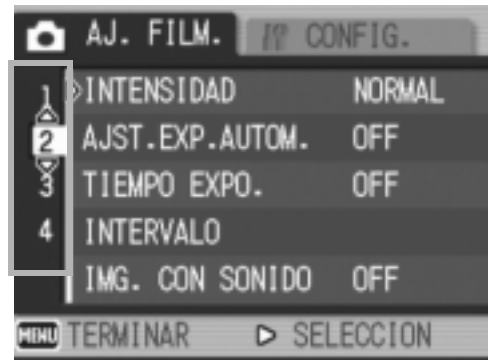 AJ. FILM. CONFIG.
1 INTENSIDAD NORMAL
2 AJST.EXP.AUTOM. OFF
3 TIEMPO EXPO. OFF
4 INTERVALO
IMG. CON SONIDO OFF
MENU TERMINAR SELECCION